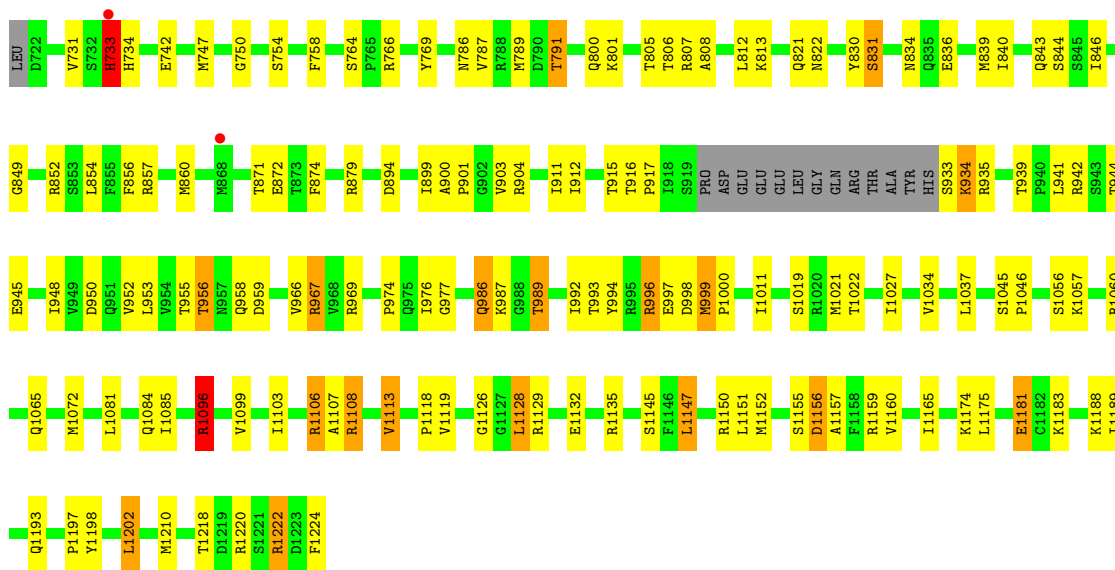 LEU D722 V731 S732 H733 H734 E742 M747 G750 S754 F758 S764 P765 R766 Y769 N786 V787 R788 M789 D790 T791 Q800 K801 T805 T806 R807 A808 L812 K813 Q821 N822 Y830 S831 N834 Q835 E836 M839 I840 Q843 S844 S845 I846
G849 R852 S853 L854 F855 F856 R857 M860 M868 T871 E872 T873 F874 R879 D894 I899 A900 P901 G902 V903 R904 I911 I912 T915 T916 P917 I918 S919 PRO ASP GLU GLU GLU LEU GLY GLN ARG THR ALA TYR HIS S933 K934 R935 T939 P940 L941 R942 S943 T944
E945 I948 V949 D950 Q951 V952 L953 V954 T955 T956 N957 Q958 D959 V966 R967 V968 R969 P974 Q975 I976 G977 Q986 K987 G988 T989 I992 T993 Y994 R995 R996 E997 D998 M999 P1000 I1011 S1019 R1020 M1021 T1022 I1027 V1034 L1037 S1045 P1046 S1056 K1057
Q1065 M1072 L1081 Q1084 I1085 R1096 V1099 I1103 R1106 A1107 R1108 V1113 P1118 V1119 G1126 G1127 L1128 R1129 E1132 R1135 S1145 F1146 L1147 R1150 L1151 M1152 S1155 D1156 A1157 F1158 R1159 V1160 I1165 K1174 L1175 E1181 C1182 K1183 K1188
Q1193 P1197 Y1198 L1202 M1210 T1218 D1219 R1220 S1221 R1222 D1223 F1224